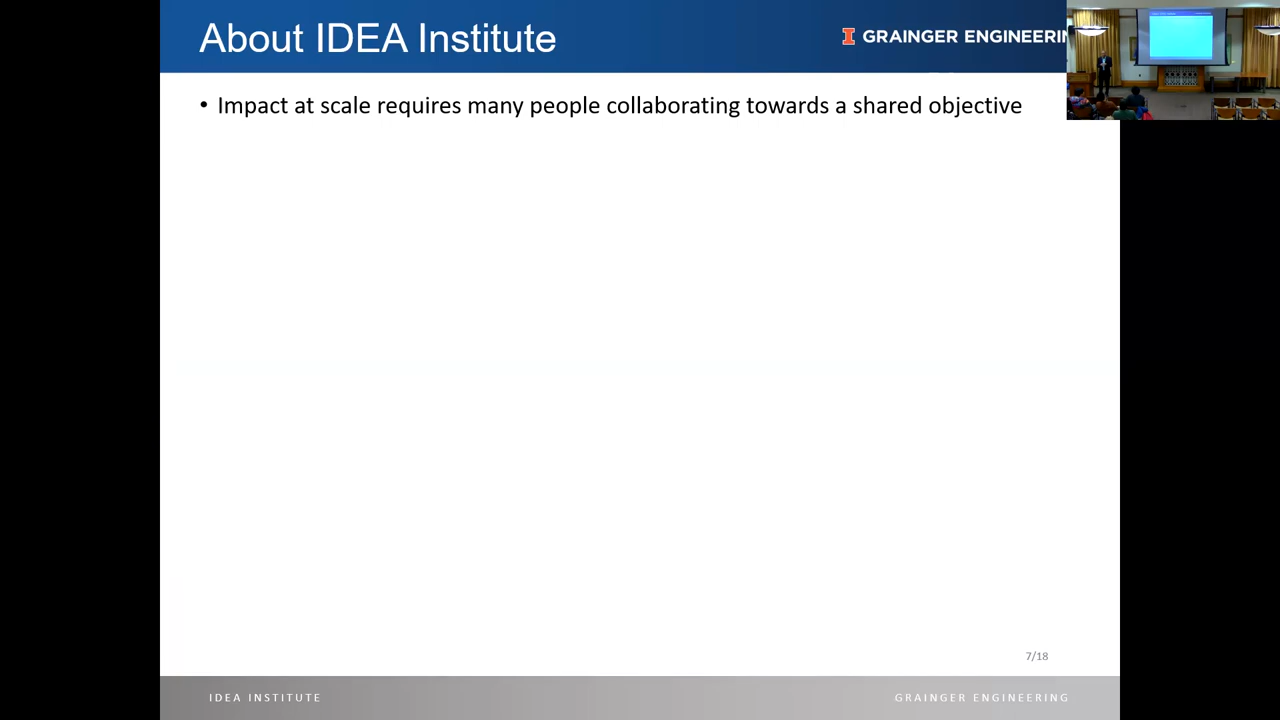 About IDEA Institute
GRAINGER ENGINEERIN
• Impact at scale requires many people collaborating towards a shared objective
7/18
IDEA INSTITUTE
GRAINGER ENGINEERING